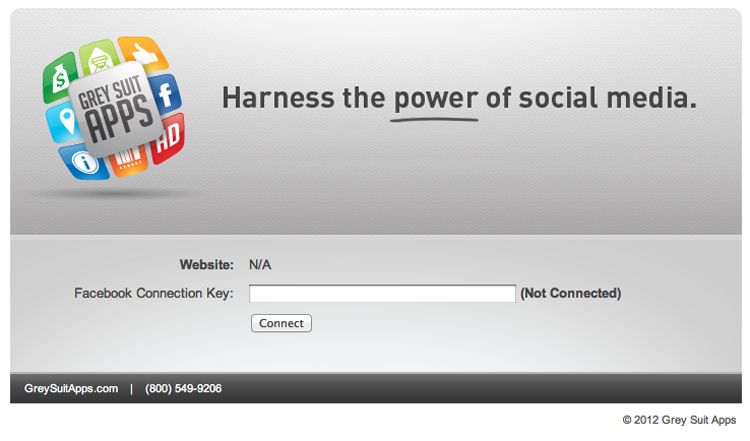 GREY SUIT
APPS
f
AD
i
$
Harness the power of social media.
Website: N/A
Facebook Connection Key: (Not Connected)
Connect
GreySuitApps.com | (800) 549-9206
© 2012 Grey Suit Apps